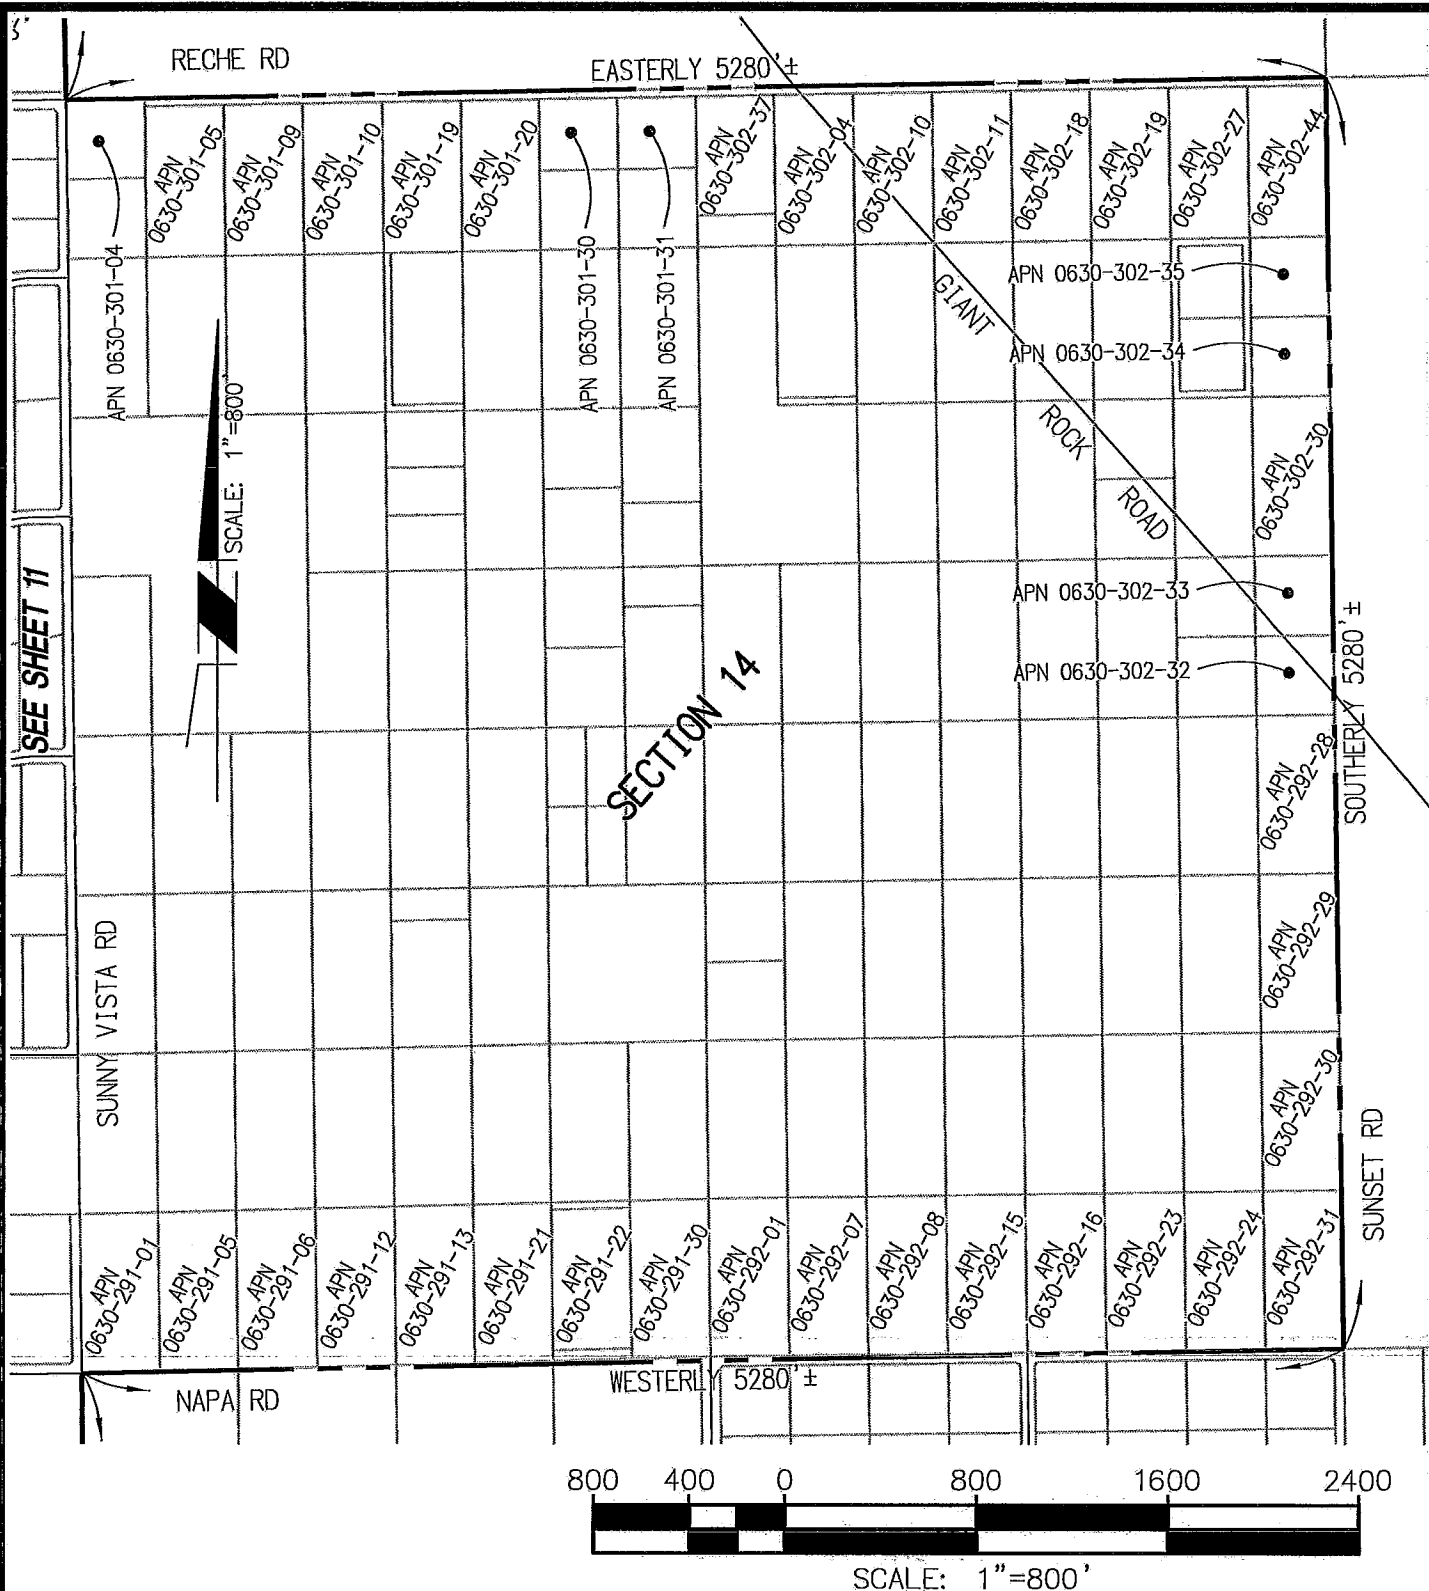 RECHE RD
EASTERLY 5280'±
APN 0630-301-04
APN
0630-301-05
APN
0630-301-09
APN
0630-301-10
APN
0630-301-19
APN
0630-301-20
APN 0630-301-30
APN 0630-301-31
APN
0630-302-37
APN
0630-302-04
APN
0630-302-10
APN
0630-302-11
APN
0630-302-18
APN
0630-302-19
APN
0630-302-27
APN
0630-302-44
APN 0630-302-35
APN 0630-302-34
GIANT
ROCK
ROAD
APN
0630-302-30
APN 0630-302-33
APN 0630-302-32
SCALE: 1"=800'
SEE SHEET 11
SECTION 14
SOUTHERLY 5280'±
APN
0630-292-28
APN
0630-292-29
APN
0630-292-30
SUNNY VISTA RD
SUNSET RD
APN
0630-291-01
APN
0630-291-05
APN
0630-291-06
APN
0630-291-12
APN
0630-291-13
APN
0630-291-21
APN
0630-291-22
APN
0630-291-30
APN
0630-292-01
APN
0630-292-07
APN
0630-292-08
APN
0630-292-15
APN
0630-292-16
APN
0630-292-23
APN
0630-292-24
APN
0630-292-31
WESTERLY 5280'±
NAPA RD
800 400 0 800 1600 2400
SCALE: 1"=800'